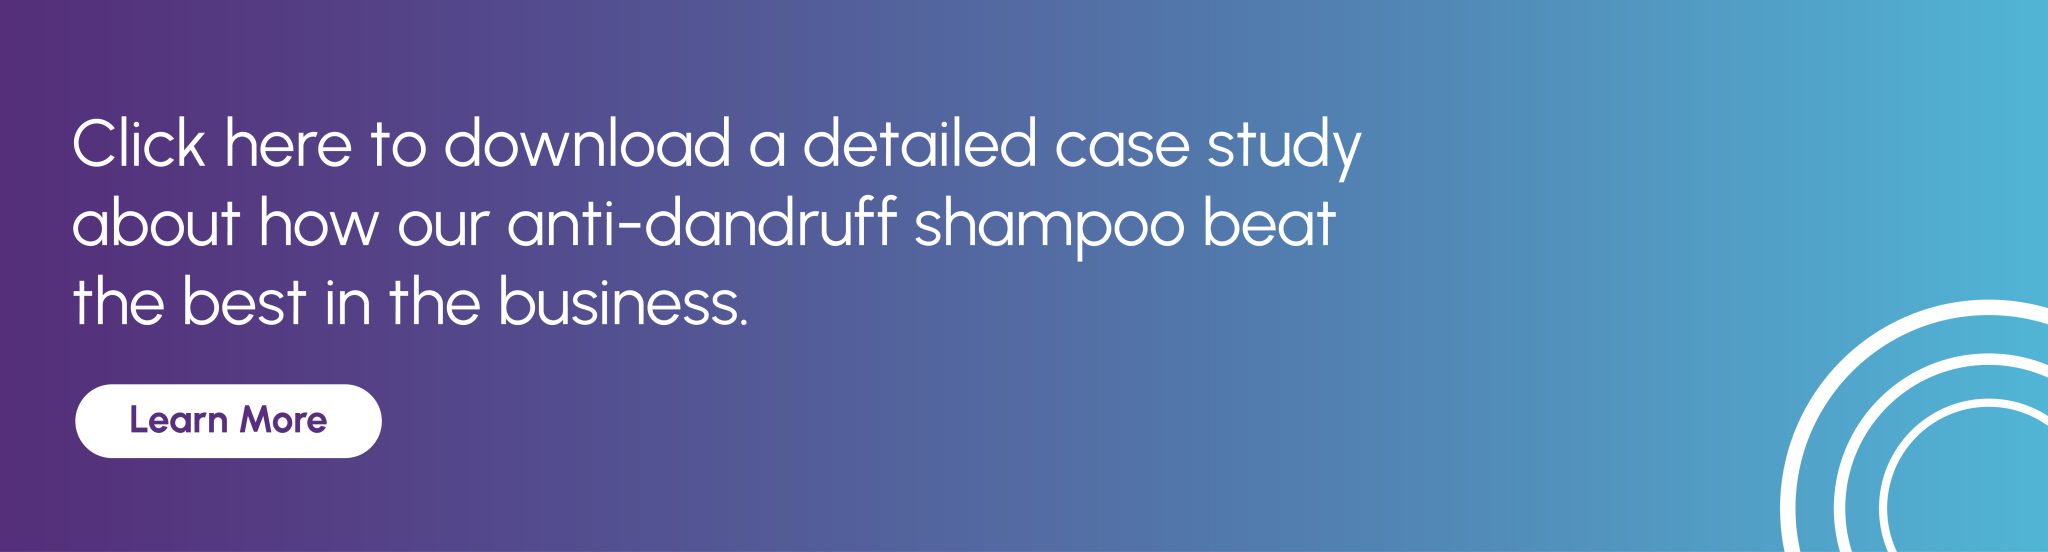 Click here to download a detailed case study
about how our anti-dandruff shampoo beat
the best in the business.
Learn More